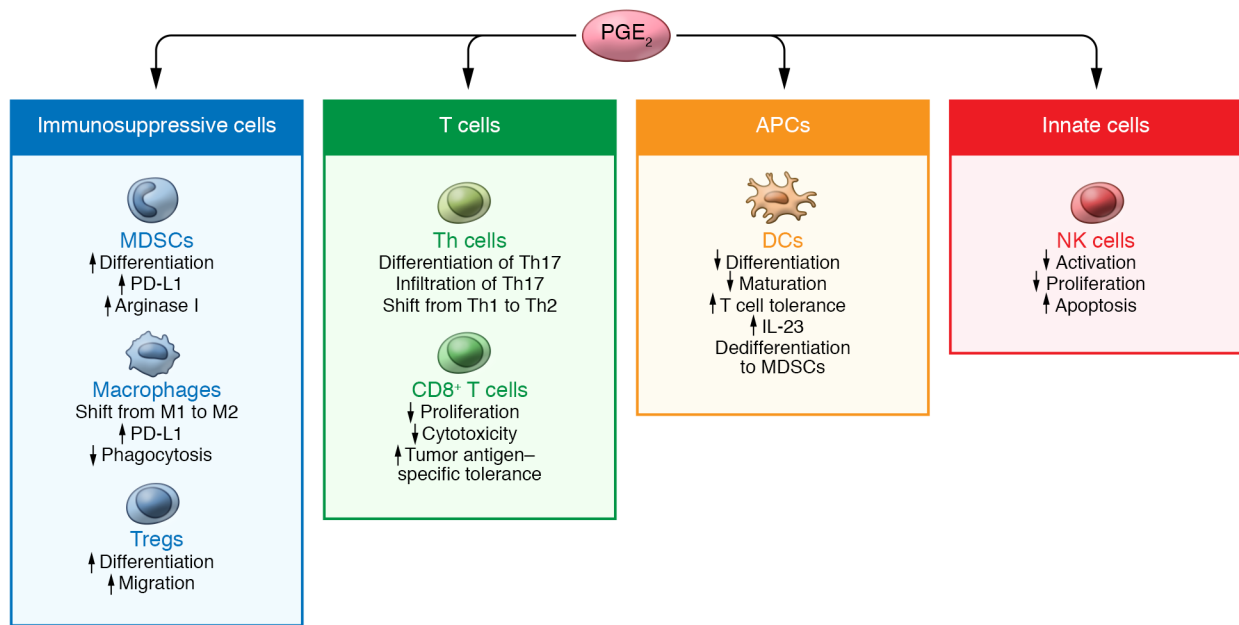 PGE₂
Immunosuppressive cells
MDSCs
↑ Differentiation
↑ PD-L1
↑ Arginase I
Macrophages
Shift from M1 to M2
↑ PD-L1
↓ Phagocytosis
Tregs
↑ Differentiation
↑ Migration
T cells
Th cells
Differentiation of Th17
Infiltration of Th17
Shift from Th1 to Th2
CD8⁺ T cells
↓ Proliferation
↓ Cytotoxicity
↑ Tumor antigen–
specific tolerance
APCs
DCs
↓ Differentiation
↓ Maturation
↑ T cell tolerance
↑ IL-23
Dedifferentiation
to MDSCs
Innate cells
NK cells
↓ Activation
↓ Proliferation
↑ Apoptosis